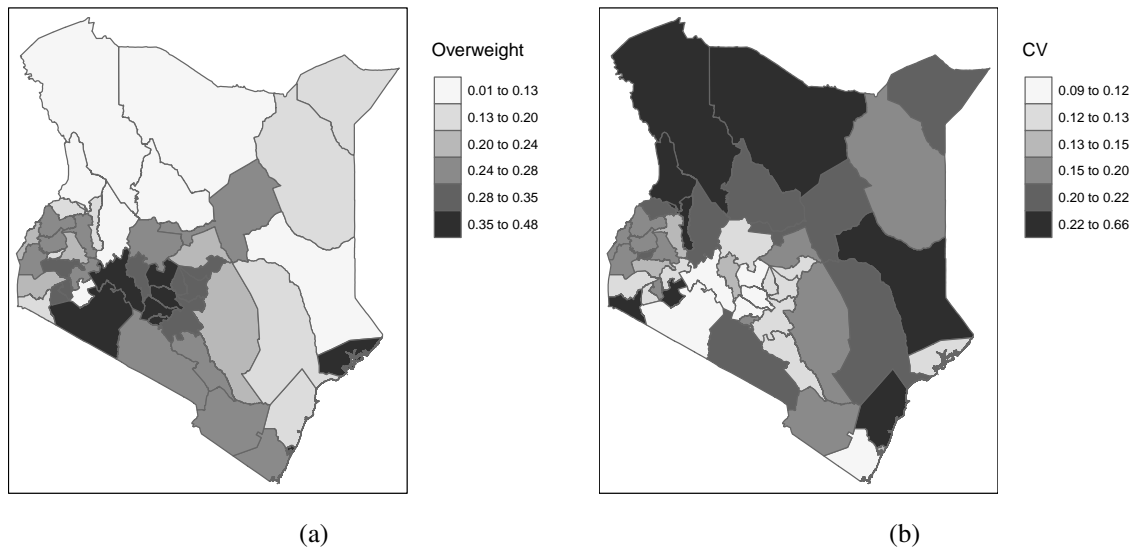 Overweight
0.01 to 0.13
0.13 to 0.20
0.20 to 0.24
0.24 to 0.28
0.28 to 0.35
0.35 to 0.48
(a)
CV
0.09 to 0.12
0.12 to 0.13
0.13 to 0.15
0.15 to 0.20
0.20 to 0.22
0.22 to 0.66
(b)